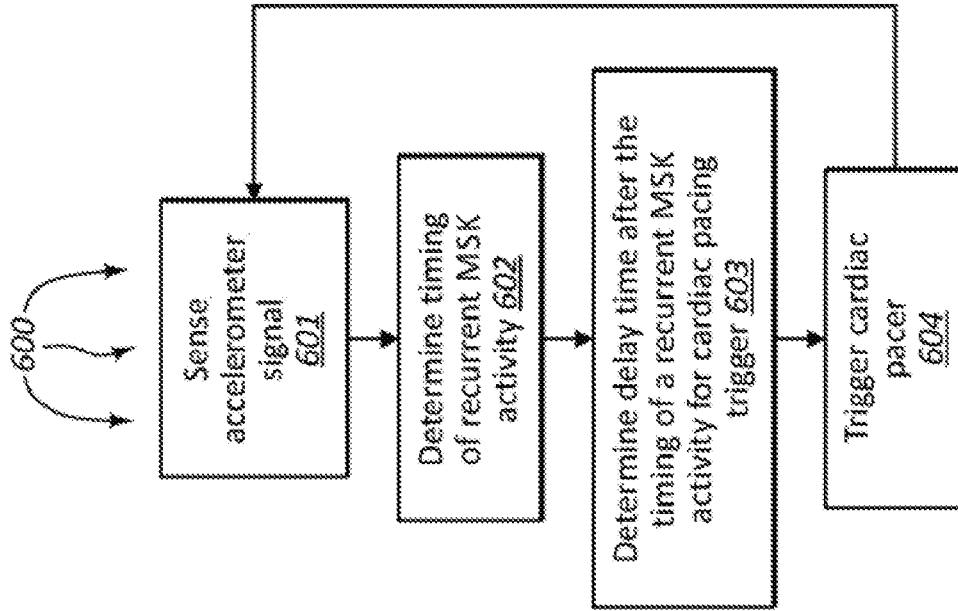 600
Sense
accelerometer
signal
601
Determine timing
of recurrent MSK
activity 602
Determine delay time after the
timing of a recurrent MSK
activity for cardiac pacing
trigger 603
Trigger cardiac
pacer
604